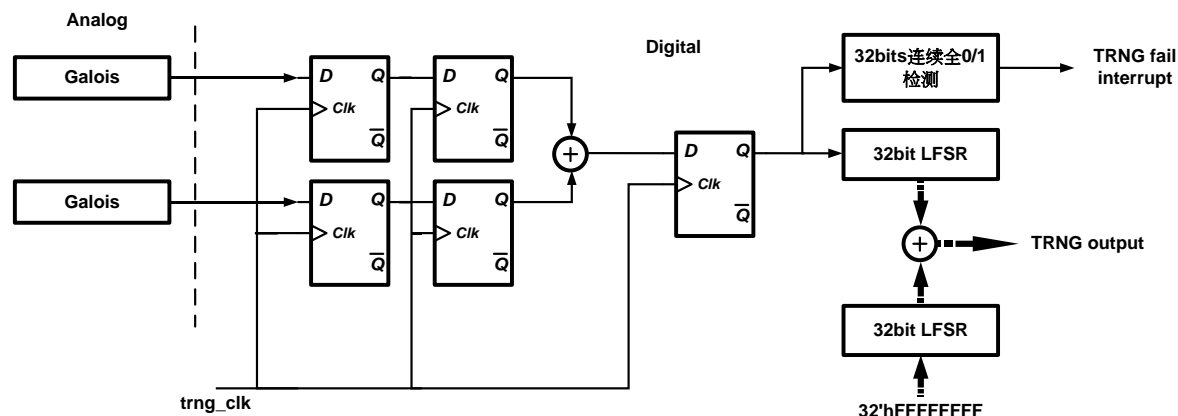 Analog
Digital
Galois
D
Q
Clk
Q
D
Q
Clk
Q
32bits连续全0/1
检测
TRNG fail
interrupt
+
D
Q
Clk
Q
32bit LFSR
Galois
D
Q
Clk
Q
D
Q
Clk
Q
+
TRNG output
32bit LFSR
trng_clk
32'hFFFFFFFF